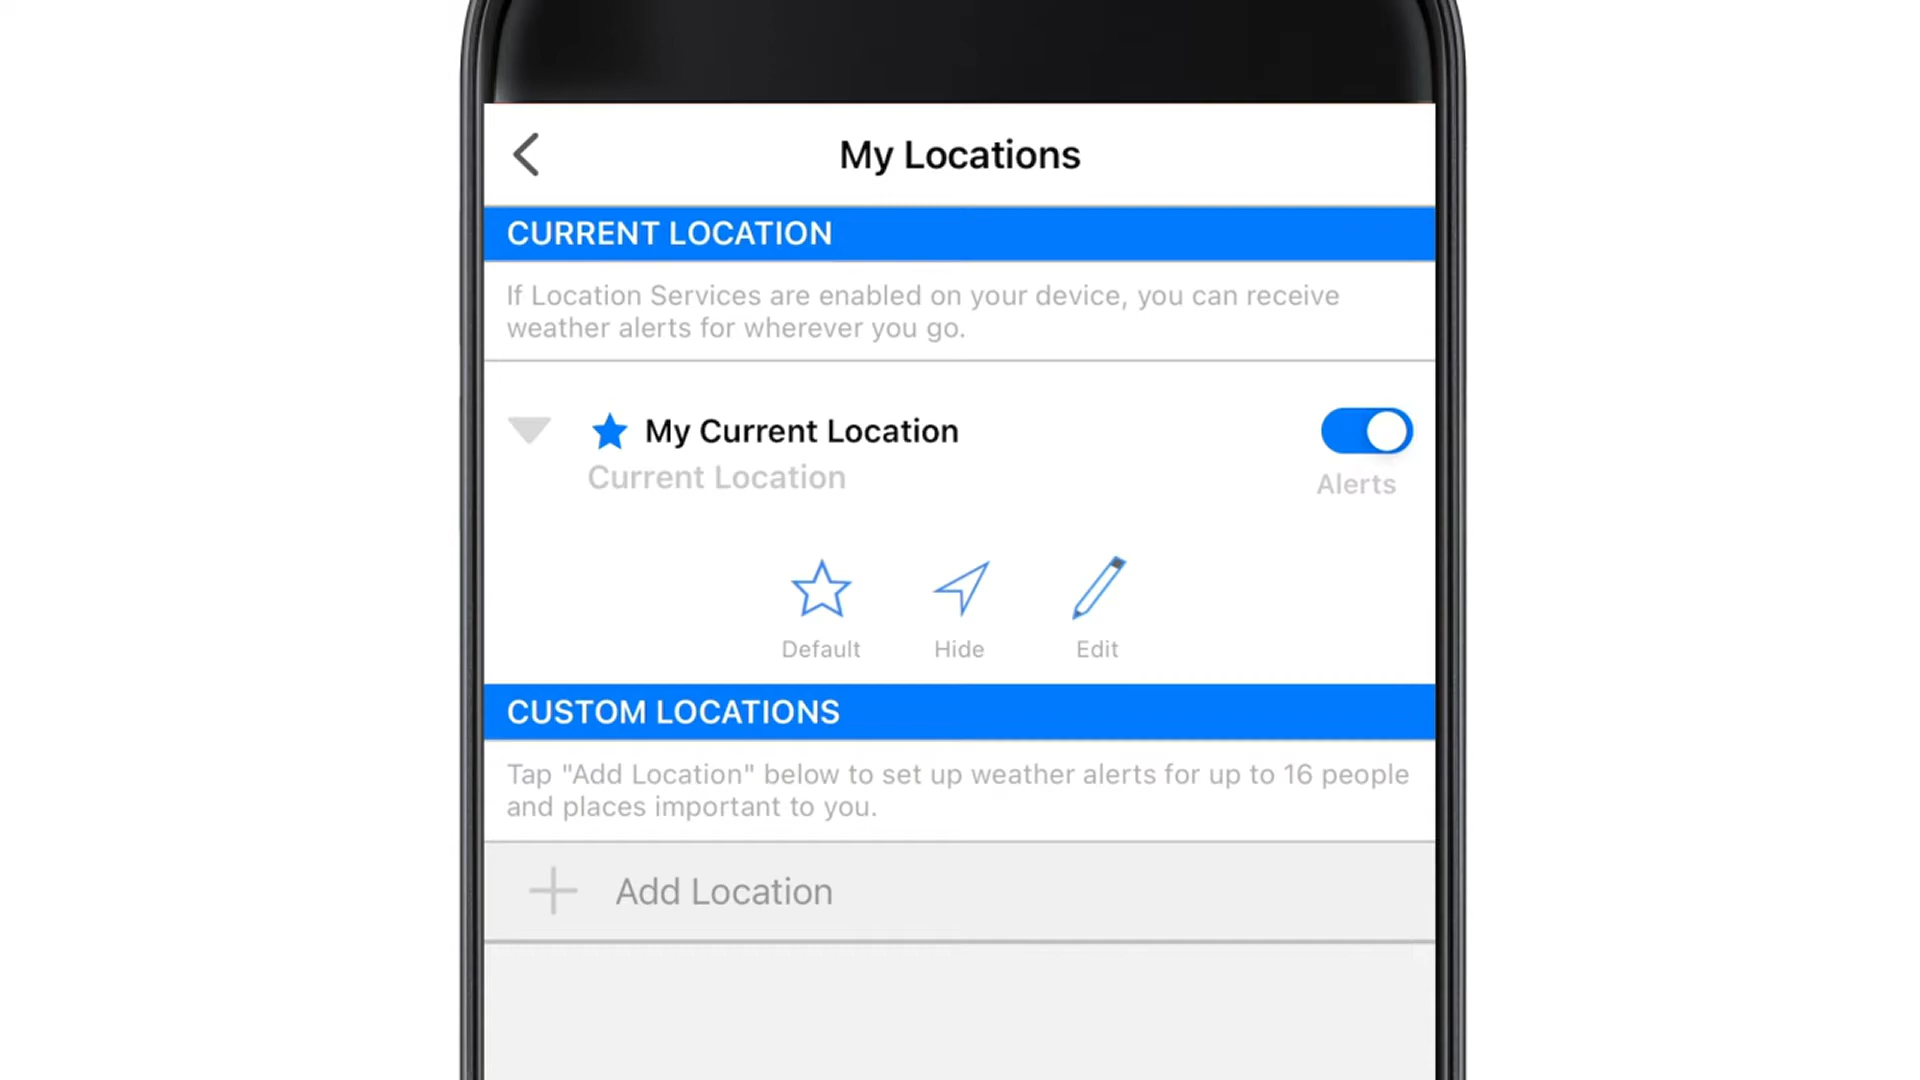 My Locations
CURRENT LOCATION
If Location Services are enabled on your device, you can receive
weather alerts for wherever you go.
My Current Location
Current Location
Alerts
Default
Hide
Edit
CUSTOM LOCATIONS
Tap "Add Location" below to set up weather alerts for up to 16 people
and places important to you.
Add Location